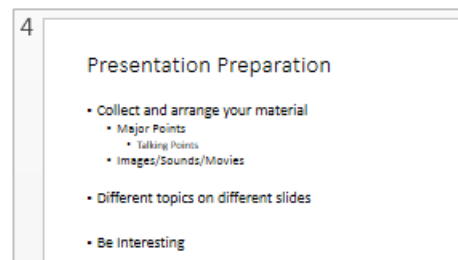 4
Presentation Preparation
• Collect and arrange your material
• Major Points
• Talking Points
• Images/Sounds/Movies
• Different topics on different slides
• Be Interesting